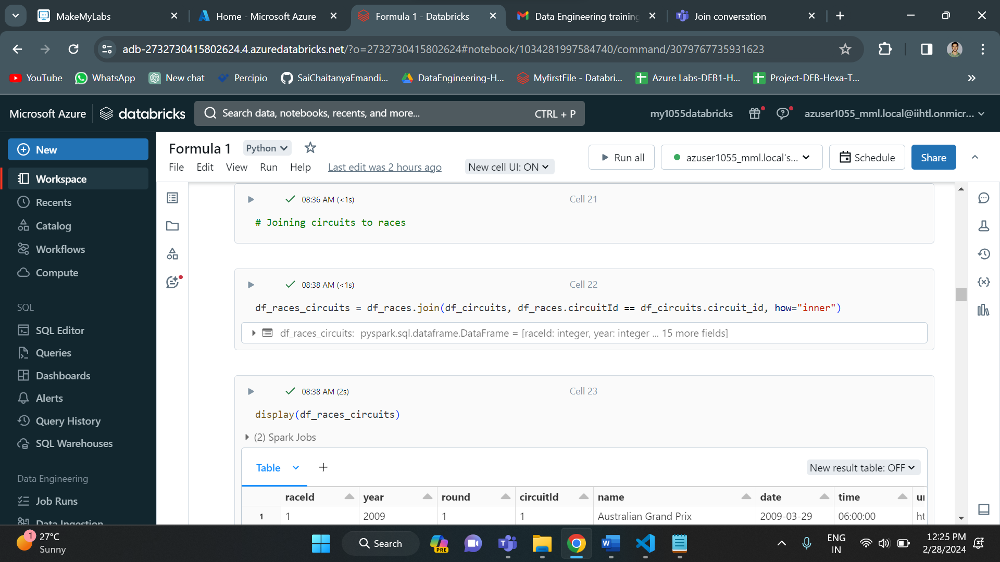 MakeMyLabs
Home - Microsoft Azure
Formula 1 - Databricks
Data Engineering training
Join conversation
adb-2732730415802624.4.azuredatabricks.net/?o=2732730415802624#notebook/1034281997584740/command/3079767735931623
YouTube
WhatsApp
New chat
Percipio
SaiChaitanyaEmandi...
DataEngineering-H...
MyfirstFile - Databri...
Azure Labs-DEB1-H...
Project-DEB-Hexa-T...
Microsoft Azure
databricks
Search data, notebooks, recents, and more...
CTRL + P
my1055databricks
azuser1055_mml.local@iihtl.onmicr...
New
Workspace
Recents
Catalog
Workflows
Compute
SQL
SQL Editor
Queries
Dashboards
Alerts
Query History
SQL Warehouses
Data Engineering
Job Runs
Data Ingestion
Formula 1
Python
File Edit View Run Help
Last edit was 2 hours ago
New cell UI: ON
Run all
azuser1055_mml.local's...
Schedule
Share
08:36 AM (<1s)
Cell 21
# Joining circuits to races
08:38 AM (<1s)
Cell 22
df_races_circuits = df_races.join(df_circuits, df_races.circuitId == df_circuits.circuit_id, how="inner")
df_races_circuits: pyspark.sql.dataframe.DataFrame = [raceId: integer, year: integer ... 15 more fields]
08:38 AM (2s)
Cell 23
display(df_races_circuits)
(2) Spark Jobs
Table
New result table: OFF
raceId year round circuitId name date time
1 1 2009 1 1 Australian Grand Prix 2009-03-29 06:00:00 ht
1
27°C
Sunny
Search
PRE
ENG
IN
12:25 PM
2/28/2024